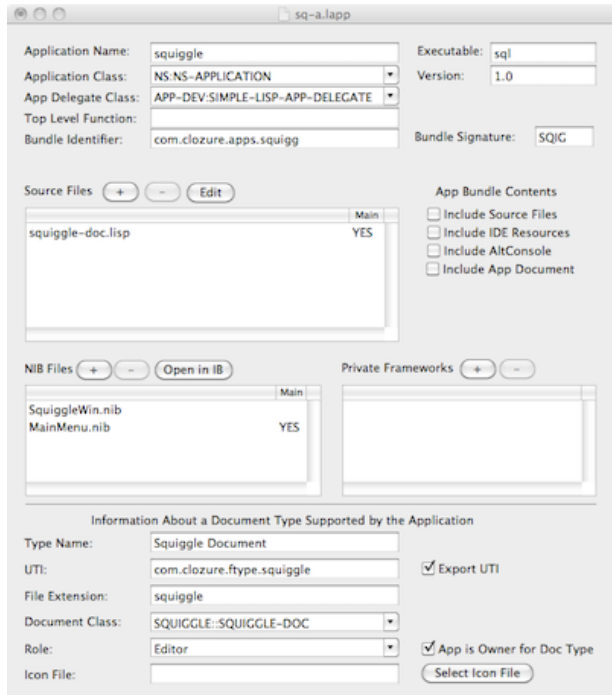 sq-a.lapp
Application Name: squiggle Executable: sql
Application Class: NS:NS-APPLICATION Version: 1.0
App Delegate Class: APP-DEV:SIMPLE-LISP-APP-DELEGATE
Top Level Function:
Bundle Identifier: com.clozure.apps.squigg Bundle Signature: SQIG
Source Files + - Edit App Bundle Contents
Main Include Source Files
squiggle-doc.lisp YES Include IDE Resources
Include AltConsole
Include App Document
NIB Files + - Open in IB Private Frameworks + -
Main
SquiggleWin.nib
MainMenu.nib YES
Information About a Document Type Supported by the Application
Type Name: Squiggle Document
UTI: com.clozure.ftype.squiggle Export UTI
File Extension: squiggle
Document Class: SQUIGGLE::SQUIGGLE-DOC
Role: Editor App is Owner for Doc Type
Icon File: Select Icon File